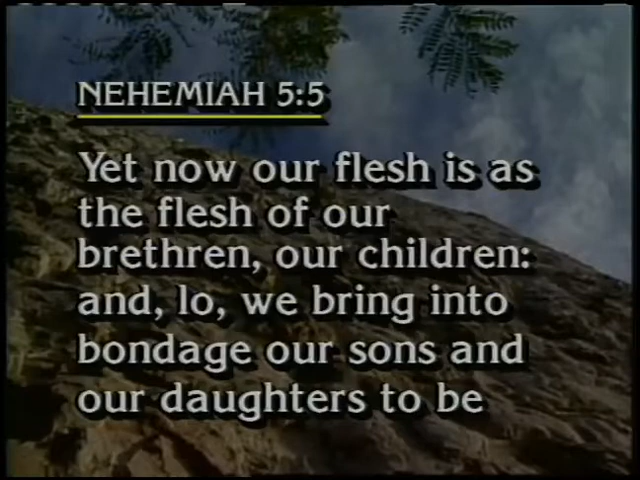 NEHEMIAH 5:5
Yet now our flesh is as
the flesh of our
brethren, our children:
and, lo, we bring into
bondage our sons and
our daughters to be